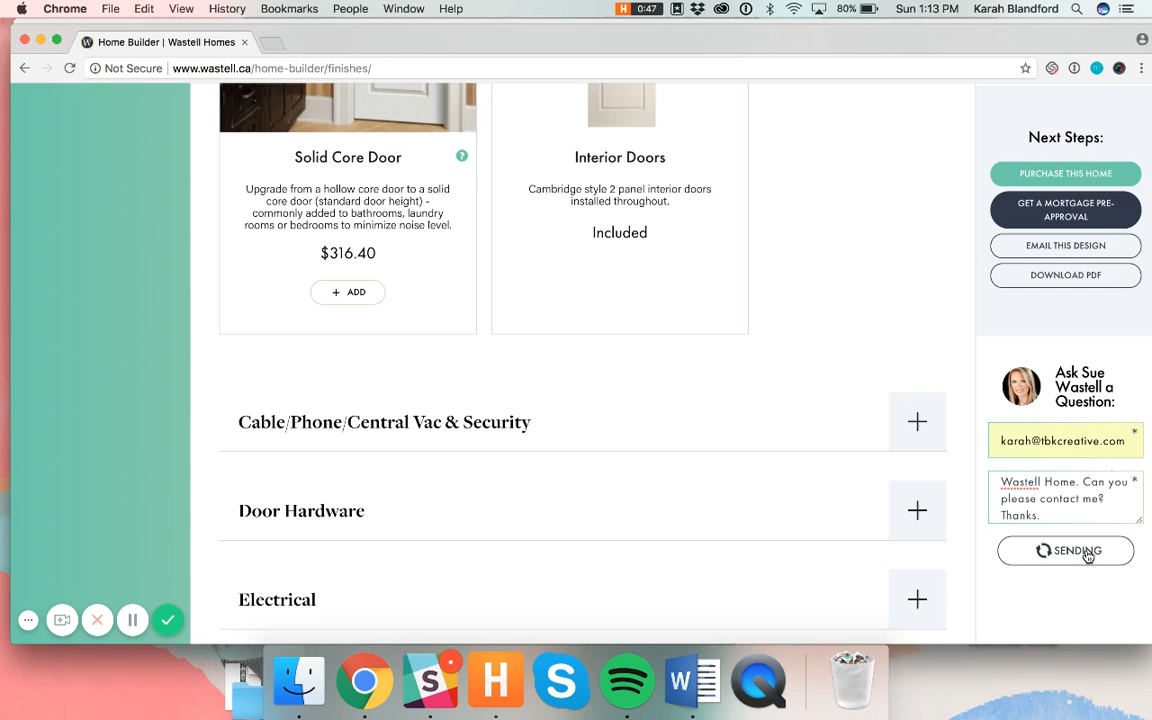 Chrome File Edit View History Bookmarks People Window Help 0:47 80% Sun 1:13 PM Karah Blandford
Home Builder | Wastell Homes
Not Secure www.wastell.ca/home-builder/finishes/
Solid Core Door
Upgrade from a hollow core door to a solid
core door (standard door height) -
commonly added to bathrooms, laundry
rooms or bedrooms to minimize noise level.
$316.40
+ ADD
Interior Doors
Cambridge style 2 panel interior doors
installed throughout.
Included
Cable/Phone/Central Vac & Security
Door Hardware
Electrical
Next Steps:
PURCHASE THIS HOME
GET A MORTGAGE PRE-
APPROVAL
EMAIL THIS DESIGN
DOWNLOAD PDF
Ask Sue
Wastell a
Question:
karah@tbkcreative.com *
Wastell Home. Can you *
please contact me?
Thanks.
SENDING